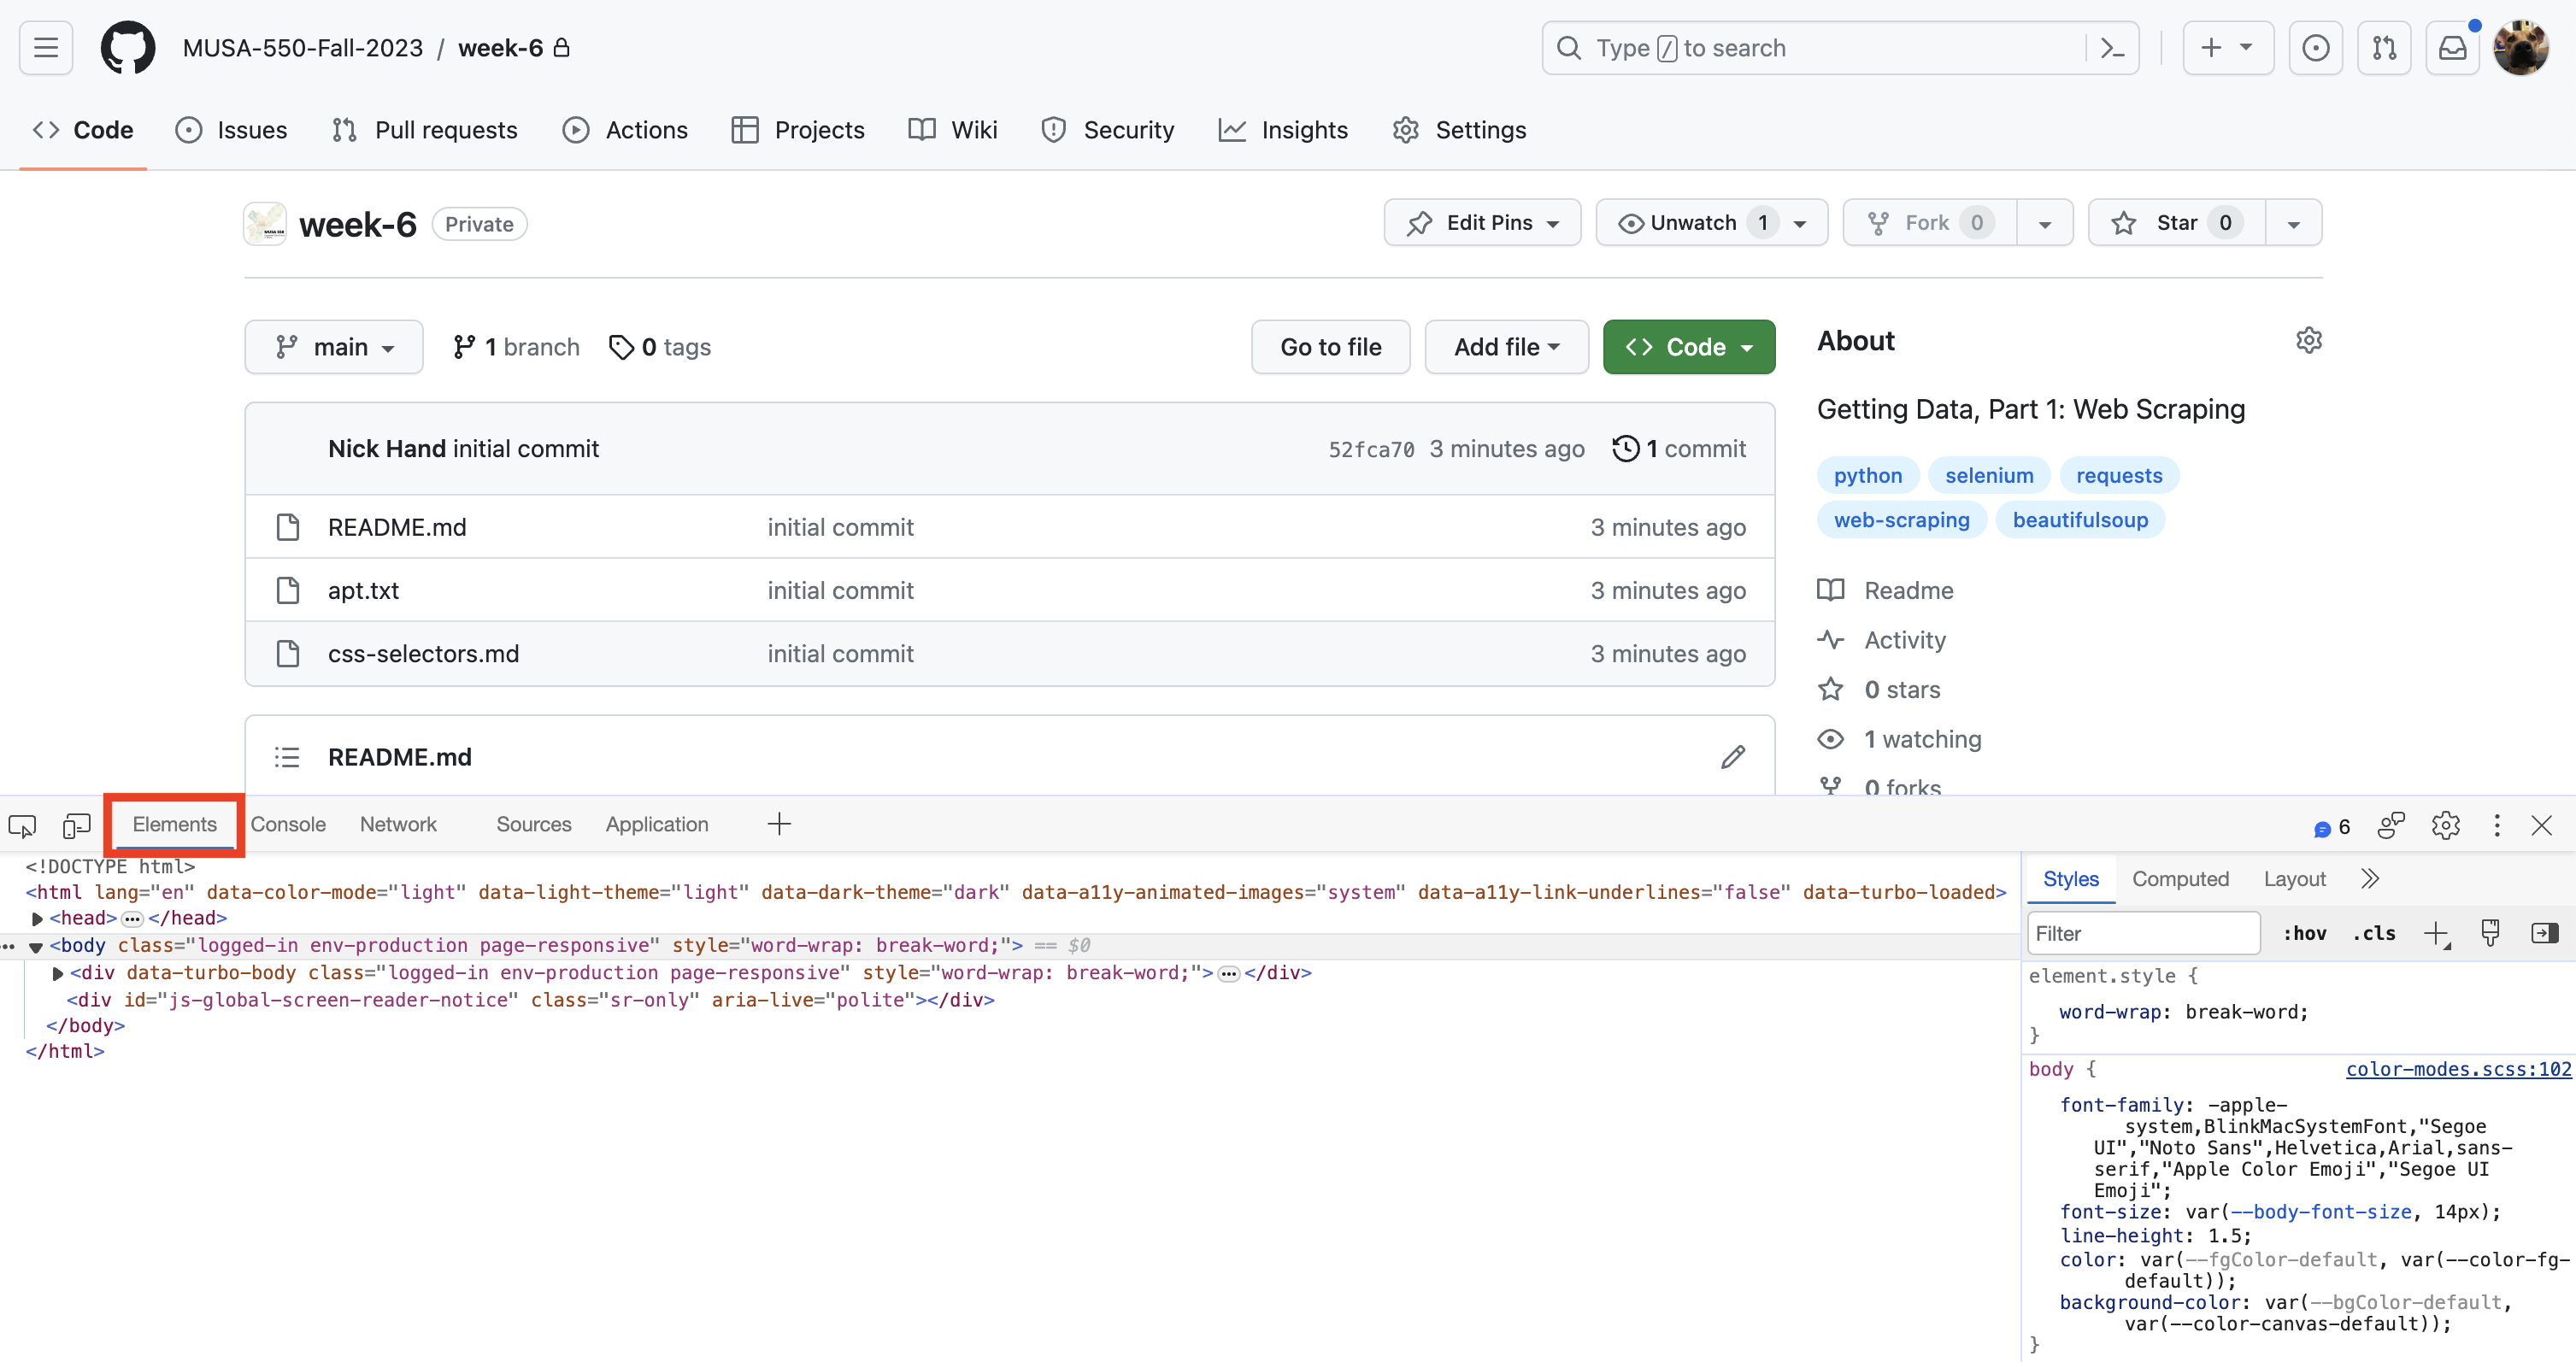 MUSA-550-Fall-2023 / week-6
Type / to search
Code Issues Pull requests Actions Projects Wiki Security Insights Settings
week-6 Private
Edit Pins Unwatch 1 Fork 0 Star 0
main 1 branch 0 tags Go to file Add file Code
About
Getting Data, Part 1: Web Scraping
python selenium requests
web-scraping beautifulsoup
Readme
Activity
0 stars
1 watching
0 forks
Nick Hand initial commit 52fca70 3 minutes ago 1 commit
README.md initial commit 3 minutes ago
apt.txt initial commit 3 minutes ago
css-selectors.md initial commit 3 minutes ago
README.md
Elements Console Network Sources Application 6
<!DOCTYPE html>
<html lang="en" data-color-mode="light" data-light-theme="light" data-dark-theme="dark" data-a11y-animated-images="system" data-a11y-link-underlines="false" data-turbo-loaded>
<head>…</head>
<body class="logged-in env-production page-responsive" style="word-wrap: break-word;"> == $0
<div data-turbo-body class="logged-in env-production page-responsive" style="word-wrap: break-word;">…</div>
<div id="js-global-screen-reader-notice" class="sr-only" aria-live="polite"></div>
</body>
</html>
Styles Computed Layout
Filter :hov .cls
element.style {
word-wrap: break-word;
}
body { color-modes.scss:102
font-family: -apple-
system,BlinkMacSystemFont,"Segoe
UI","Noto Sans",Helvetica,Arial,sans-
serif,"Apple Color Emoji","Segoe UI
Emoji";
font-size: var(--body-font-size, 14px);
line-height: 1.5;
color: var(--fgColor-default, var(--color-fg-
default));
background-color: var(--bgColor-default,
var(--color-canvas-default));
}